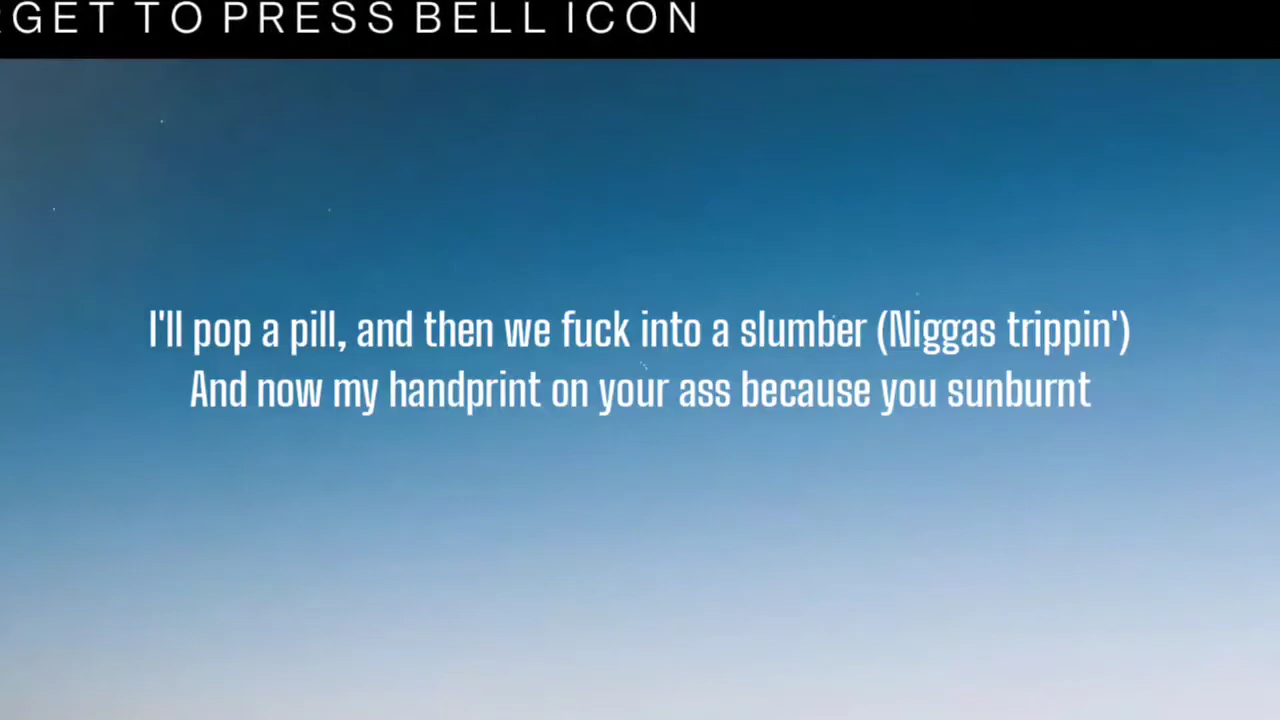 GET TO PRESS BELL ICON
I'll pop a pill, and then we fuck into a slumber (Niggas trippin')
And now my handprint on your ass because you sunburnt